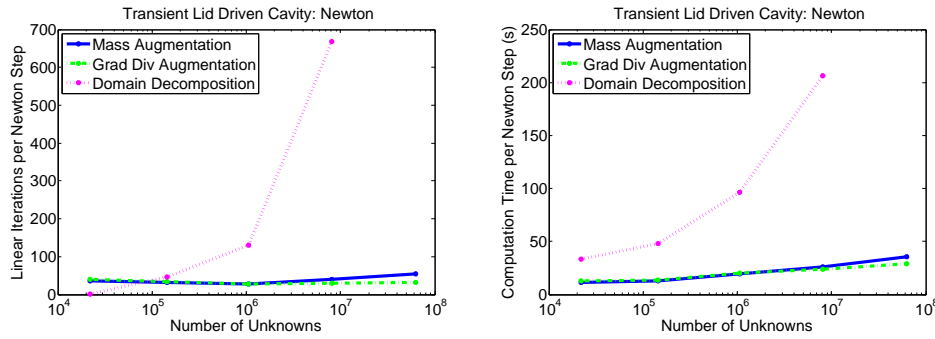 Transient Lid Driven Cavity: Newton
Linear Iterations per Newton Step
700
600
500
400
300
200
100
0
Mass Augmentation
Grad Div Augmentation
Domain Decomposition
10^4
10^5
10^6
10^7
10^8
Number of Unknowns
Transient Lid Driven Cavity: Newton
Computation Time per Newton Step (s)
250
200
150
100
50
0
Mass Augmentation
Grad Div Augmentation
Domain Decomposition
10^4
10^5
10^6
10^7
10^8
Number of Unknowns